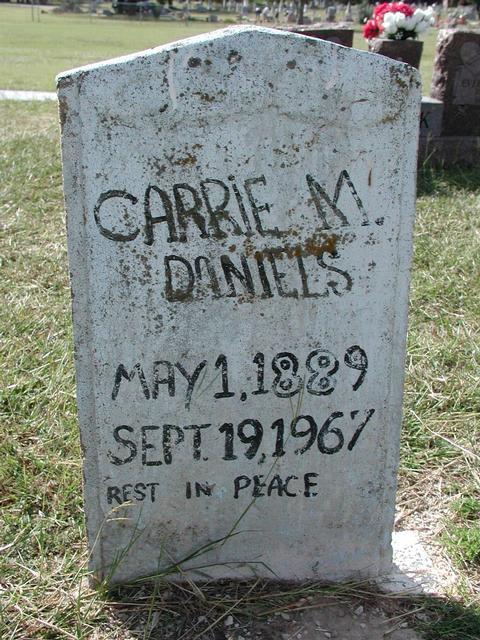 CARRiE M.
DANIELS
MAY 1, 1889
SEPT. 19, 1967
REST IN PEACE